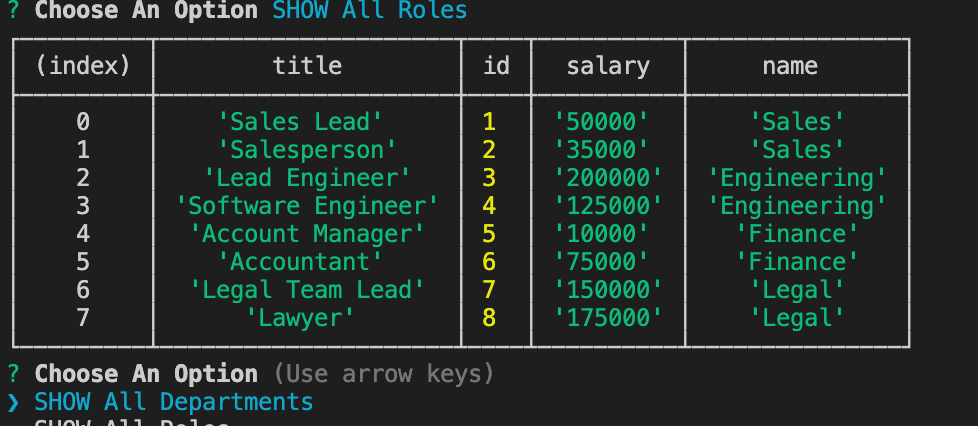 ? Choose An Option SHOW All Roles
(index) title id salary name
0 'Sales Lead' 1 '50000' 'Sales'
1 'Salesperson' 2 '35000' 'Sales'
2 'Lead Engineer' 3 '200000' 'Engineering'
3 'Software Engineer' 4 '125000' 'Engineering'
4 'Account Manager' 5 '10000' 'Finance'
5 'Accountant' 6 '75000' 'Finance'
6 'Legal Team Lead' 7 '150000' 'Legal'
7 'Lawyer' 8 '175000' 'Legal'
? Choose An Option (Use arrow keys)
❯ SHOW All Departments
SHOW All Roles